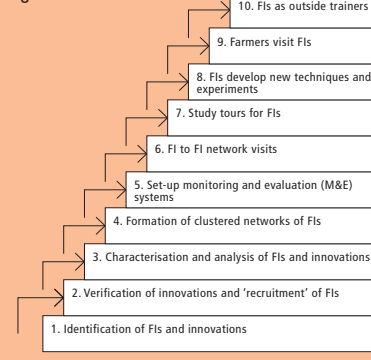 10. FIs as outside trainers
9. Farmers visit FIs
8. FIs develop new techniques and
experiments
7. Study tours for FIs
6. FI to FI network visits
5. Set-up monitoring and evaluation (M&E)
systems
4. Formation of clustered networks of FIs
3. Characterisation and analysis of FIs and innovations
2. Verification of innovations and ‘recruitment’ of FIs
1. Identification of FIs and innovations